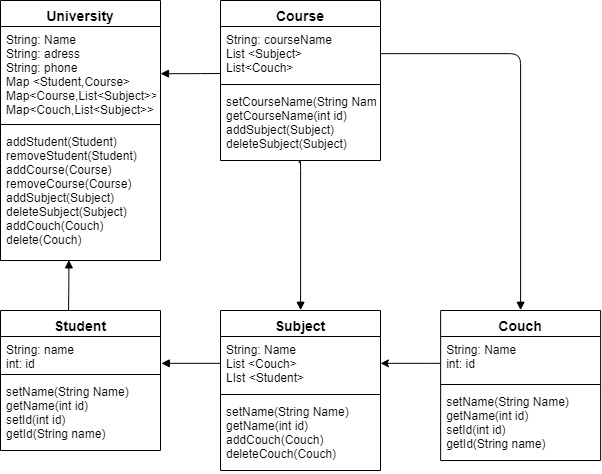 University
String: Name
String: adress
String: phone
Map <Student,Course>
Map<Course,List<Subject>>
Map<Couch,List<Subject>>
addStudent(Student)
removeStudent(Student)
addCourse(Course)
removeCourse(Course)
addSubject(Subject)
deleteSubject(Subject)
addCouch(Couch)
delete(Couch)
Course
String: courseName
List <Subject>
List<Couch>
setCourseName(String Nam
getCourseName(int id)
addSubject(Subject)
deleteSubject(Subject)
Student
String: name
int: id
setName(String Name)
getName(int id)
setId(int id)
getId(String name)
Subject
String: Name
List <Couch>
LIst <Student>
setName(String Name)
getName(int id)
addCouch(Couch)
deleteCouch(Couch)
Couch
String: Name
int: id
setName(String Name)
getName(int id)
setId(int id)
getId(String name)